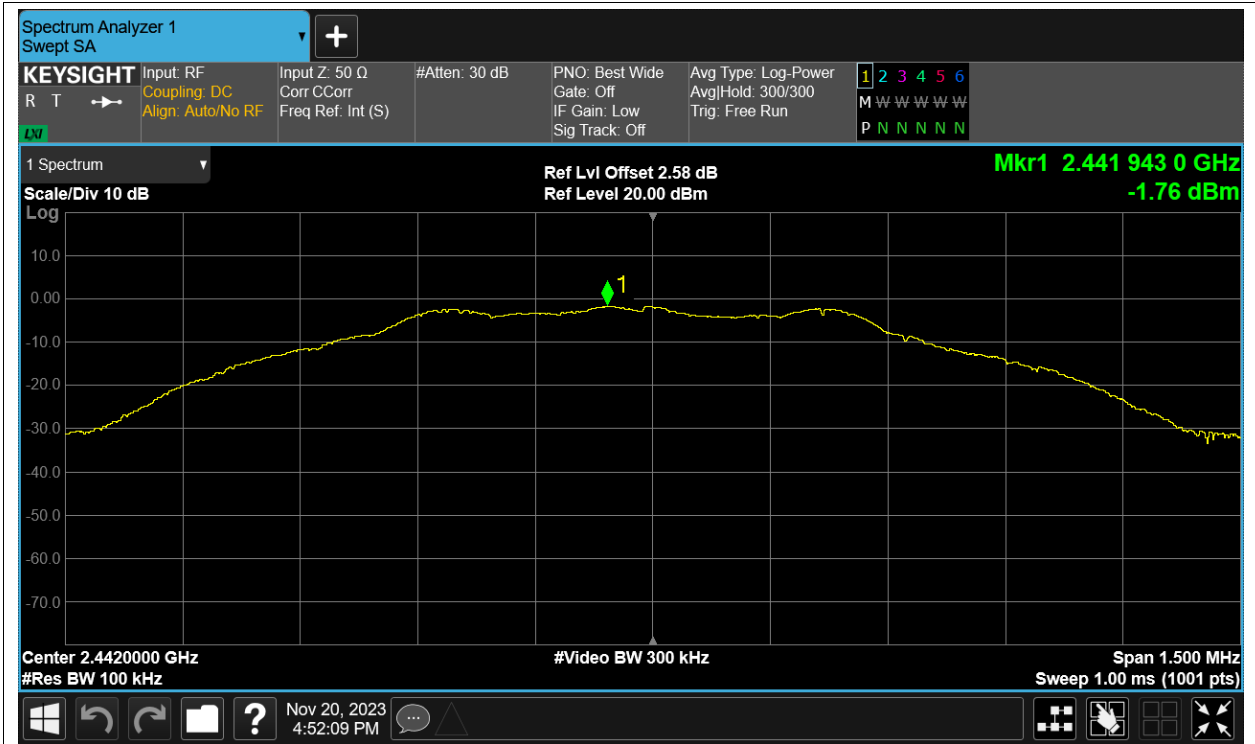 Spectrum Analyzer 1
Swept SA
KEYSIGHT
R T
LXI
Input: RF
Coupling: DC
Align: Auto/No RF
Input Z: 50 Ω
Corr CCorr
Freq Ref: Int (S)
#Atten: 30 dB
PNO: Best Wide
Gate: Off
IF Gain: Low
Sig Track: Off
Avg Type: Log-Power
Avg|Hold: 300/300
Trig: Free Run
1 2 3 4 5 6
M W W W W W
P N N N N N
1 Spectrum
Scale/Div 10 dB
Log
Ref Lvl Offset 2.58 dB
Ref Level 20.00 dBm
Mkr1 2.441 943 0 GHz
-1.76 dBm
1
10.0
0.00
-10.0
-20.0
-30.0
-40.0
-50.0
-60.0
-70.0
Center 2.4420000 GHz
#Res BW 100 kHz
#Video BW 300 kHz
Span 1.500 MHz
Sweep 1.00 ms (1001 pts)
?
Nov 20, 2023
4:52:09 PM